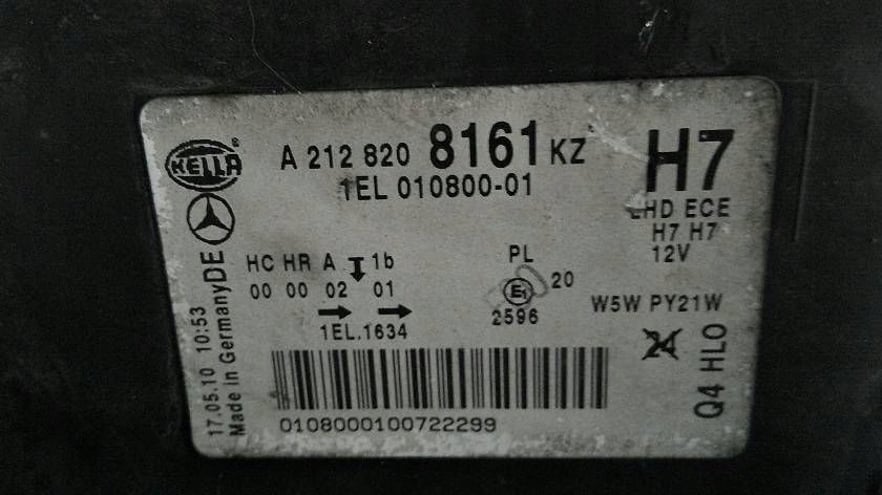 HELLA ®
A 212 820 8161 KZ
1EL 010800-01
H7
LHD ECE
H7 H7
12V
HC HR A 1b
00 00 02 01
1EL.1634
PL
E1
20
2596
W5W PY21W
24
Q4 HLO
17.05.10 10:53
Made in Germany DE
0108000100722299